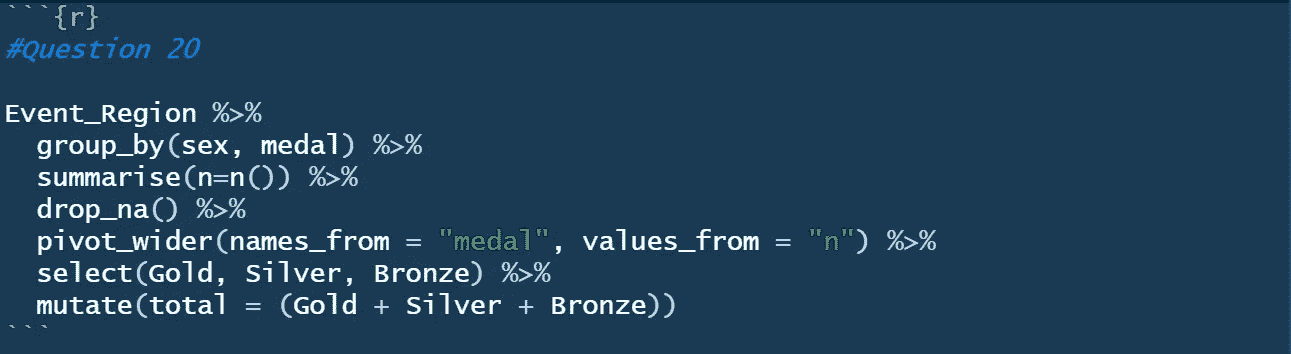 ```{r}
#Question 20
Event_Region %>%
group_by(sex, medal) %>%
summarise(n=n()) %>%
drop_na() %>%
pivot_wider(names_from = "medal", values_from = "n") %>%
select(Gold, Silver, Bronze) %>%
mutate(total = (Gold + Silver + Bronze))
```